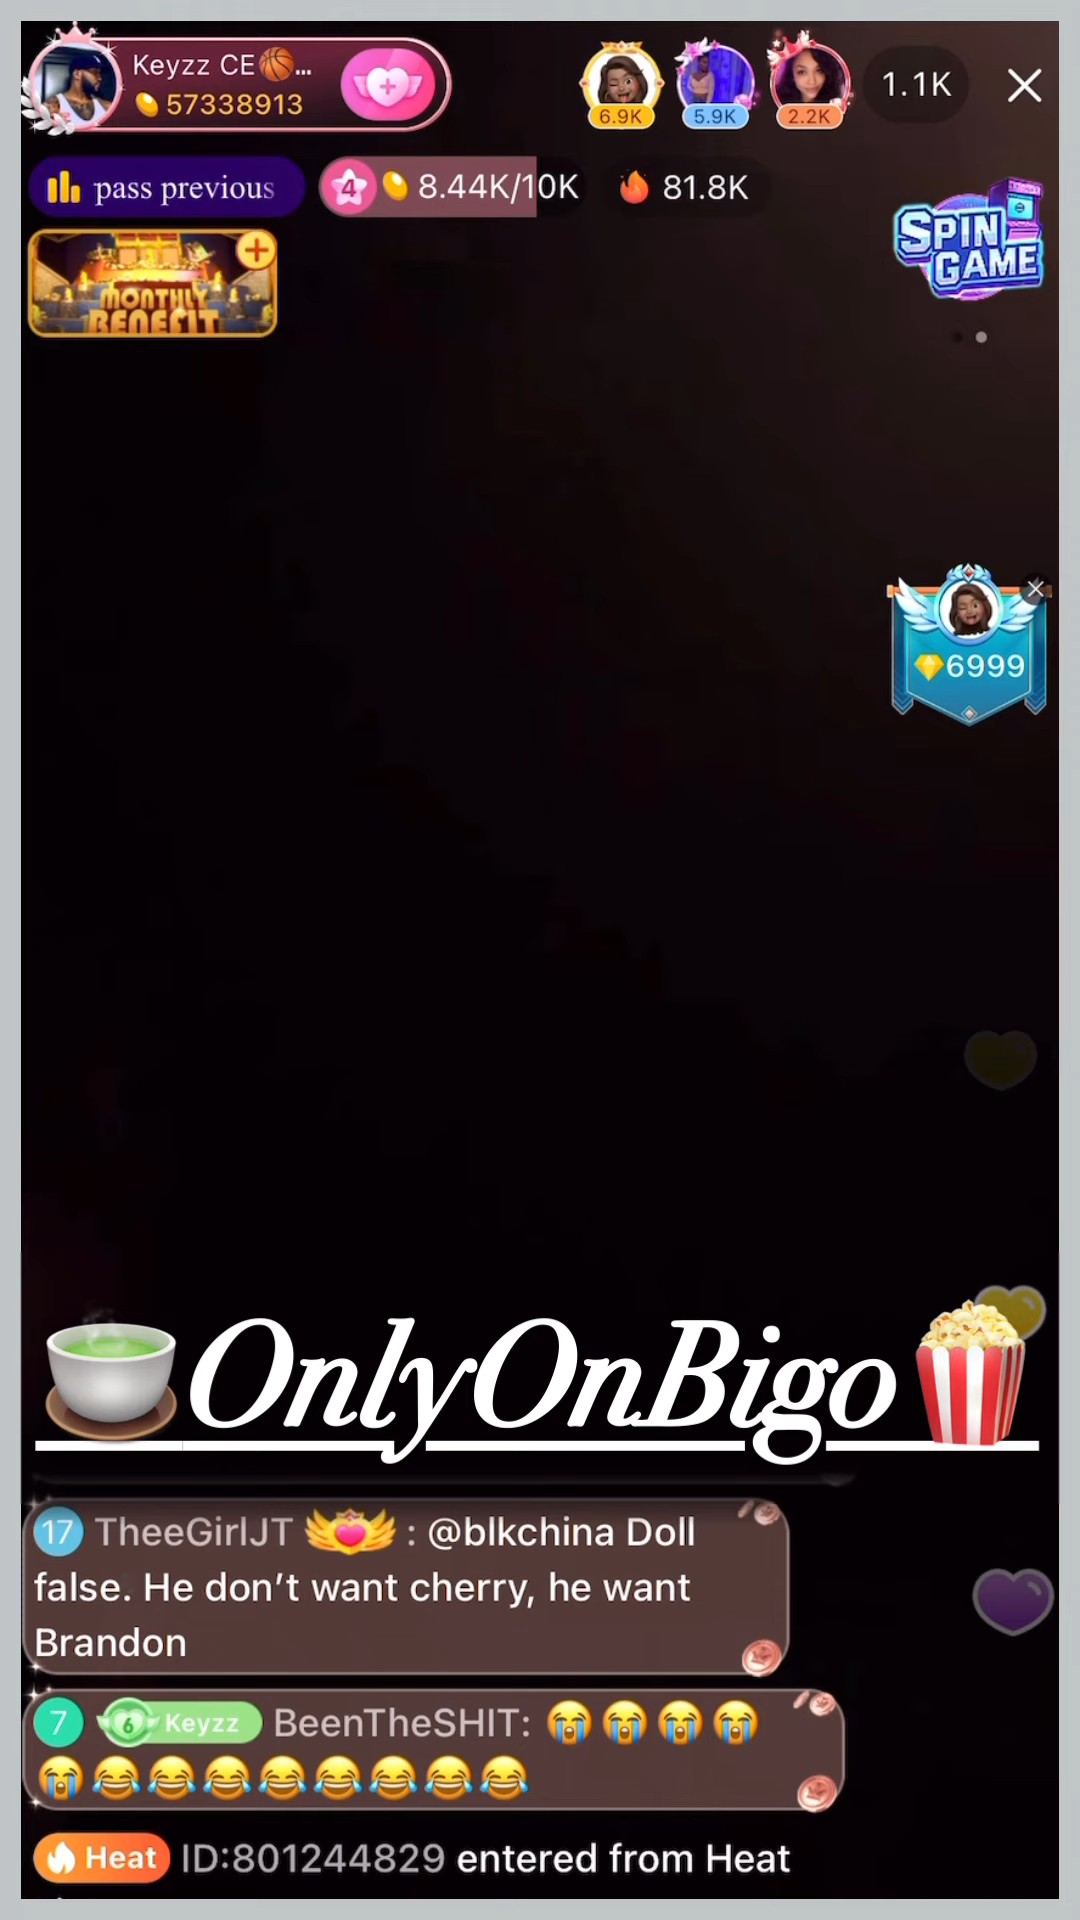 Keyzz CE🏀...
57338913
6.9K
5.9K
2.2K
1.1K
pass previous
4
8.44K/10K
81.8K
SPIN
GAME
MONTHLY
BENEFIT
6999
🍵OnlyOnBigo🍿
17 TheeGirlJT : @blkchina Doll
false. He don’t want cherry, he want
Brandon
7 6 Keyzz BeenTheSHIT: 😭😭😭😭
😭😂😂😂😂😂😂😂😂
Heat ID:801244829 entered from Heat